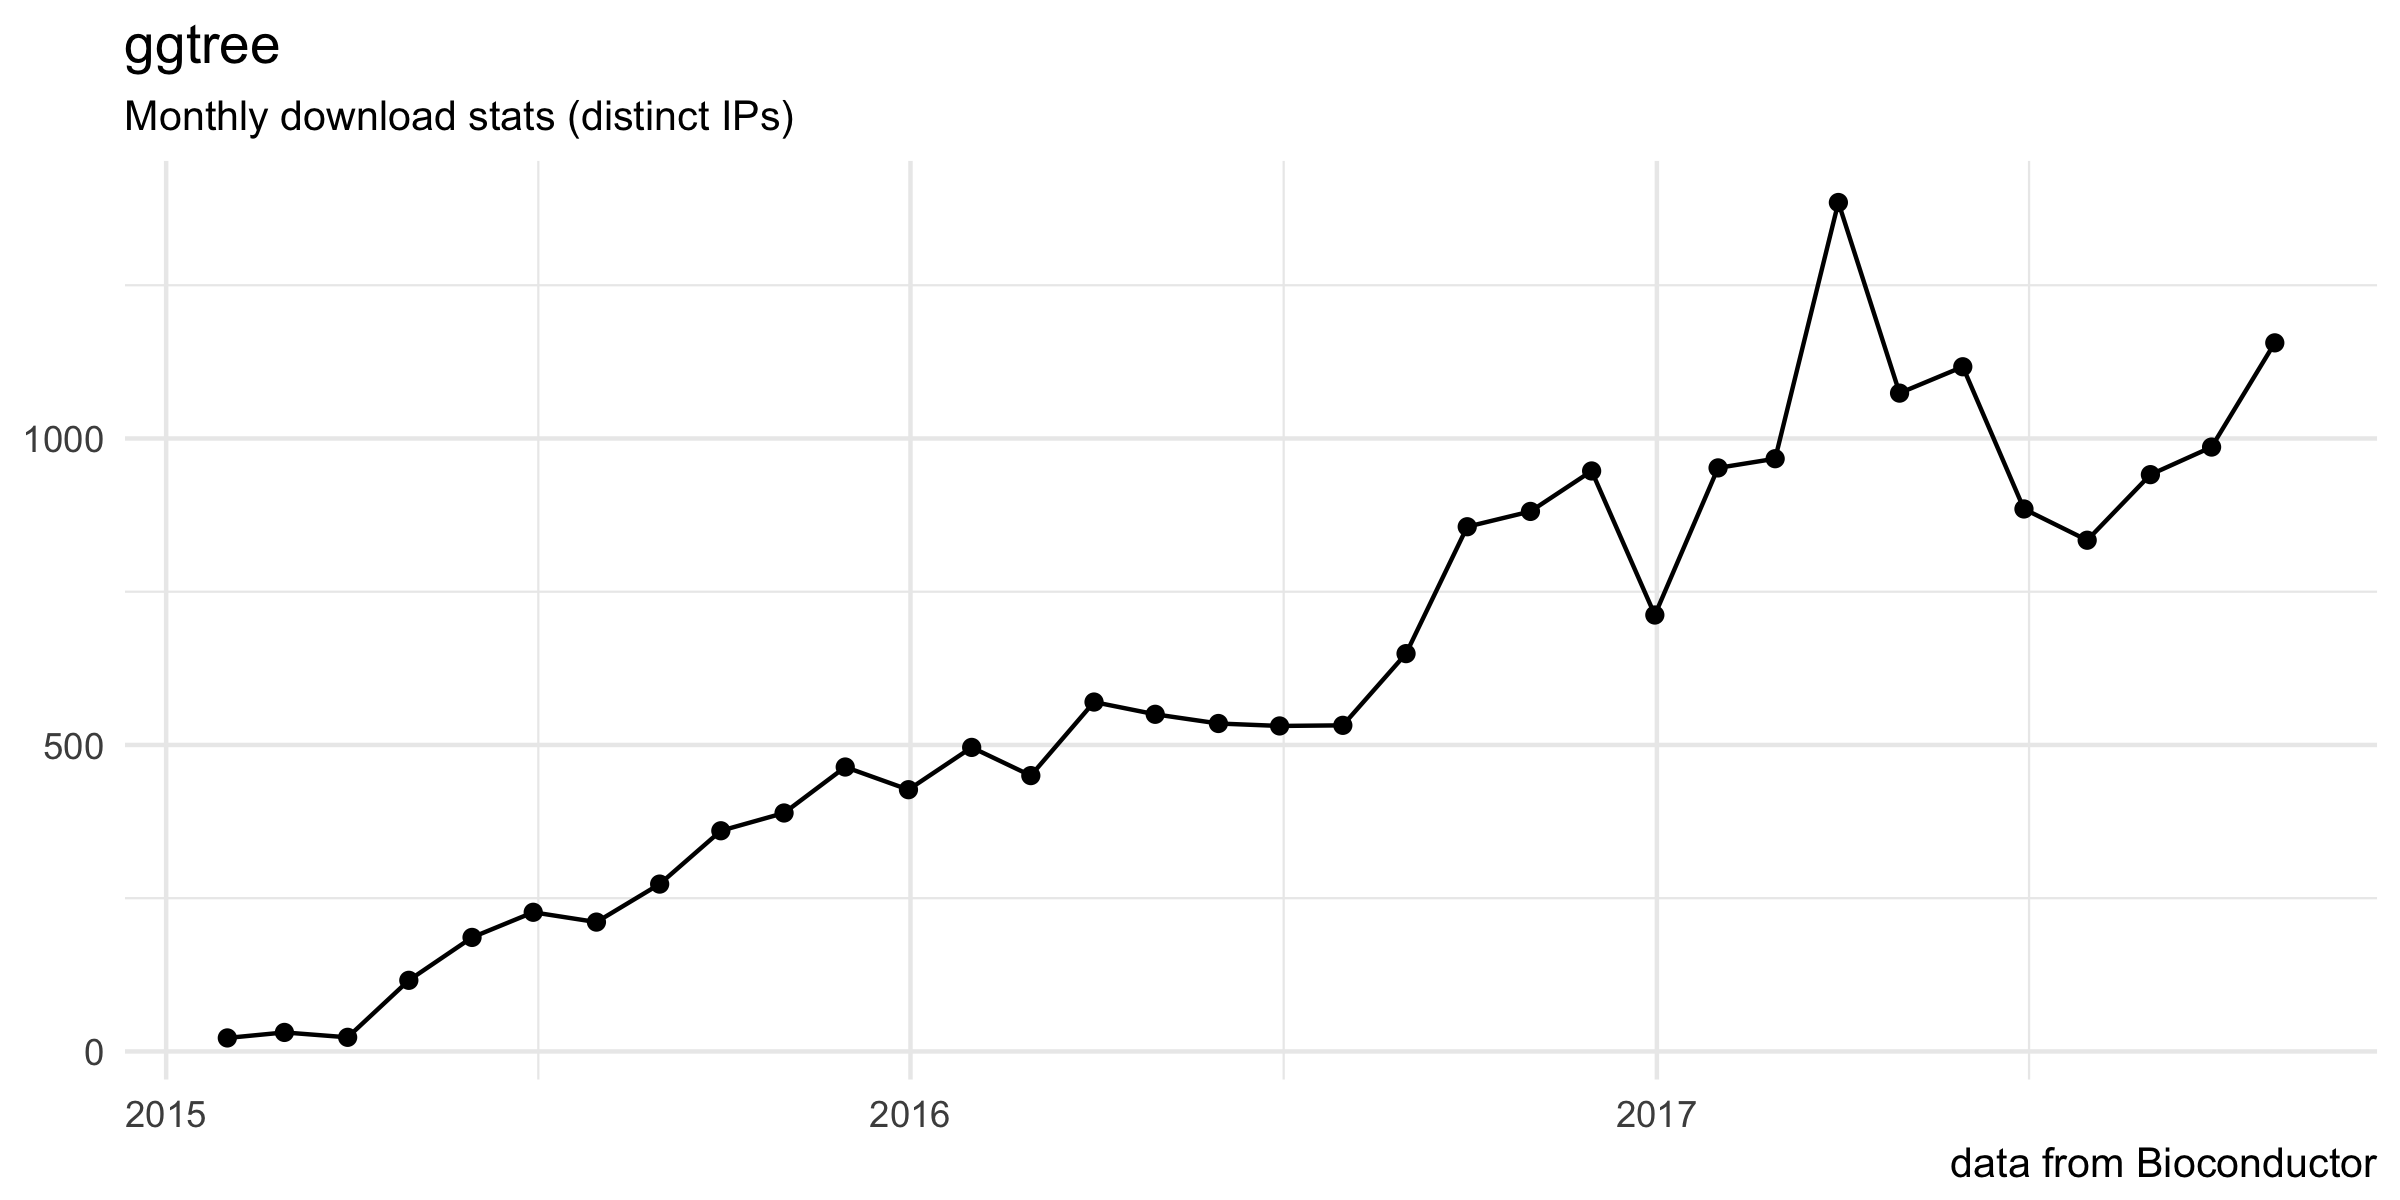 ggtree
Monthly download stats (distinct IPs)
1000
500
0
2015 2016 2017
data from Bioconductor